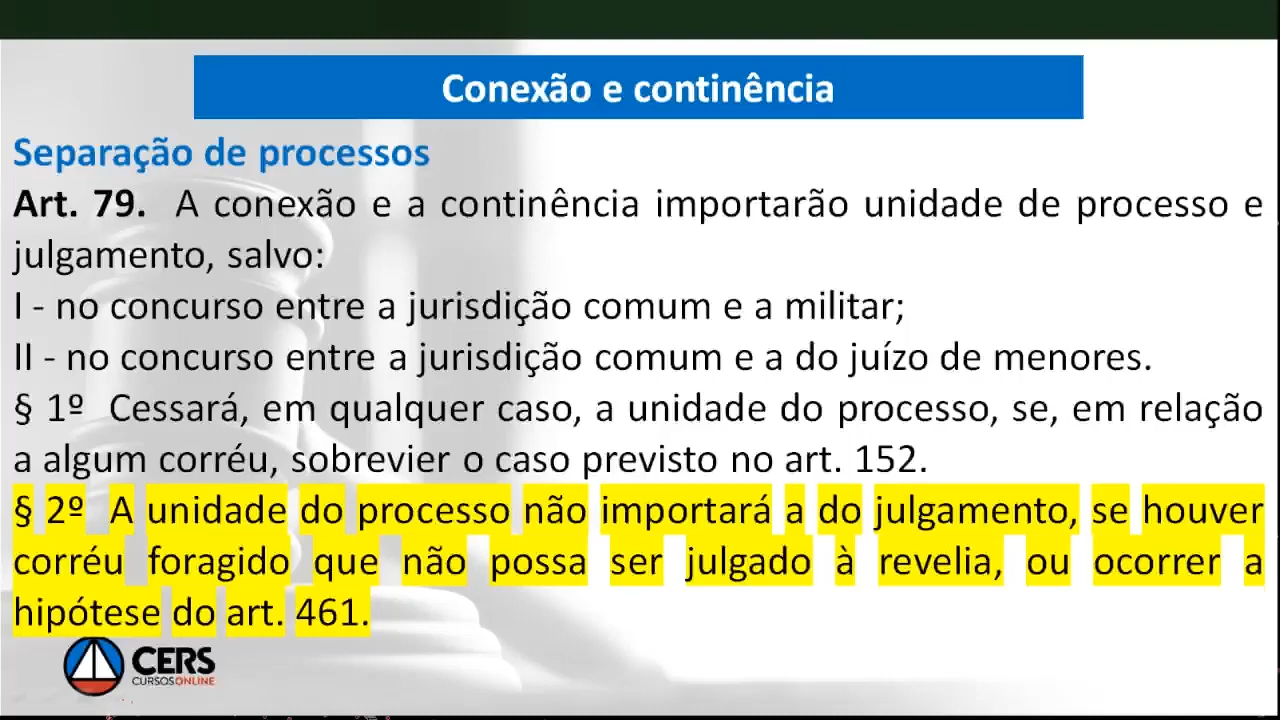 Conexão e continência
Separação de processos
Art. 79. A conexão e a continência importarão unidade de processo e
julgamento, salvo:
I - no concurso entre a jurisdição comum e a militar;
II - no concurso entre a jurisdição comum e a do juízo de menores.
§ 1º Cessará, em qualquer caso, a unidade do processo, se, em relação
a algum corréu, sobrevier o caso previsto no art. 152.
§ 2º A unidade do processo não importará a do julgamento, se houver
corréu foragido que não possa ser julgado à revelia, ou ocorrer a
hipótese do art. 461.
CERS
CURSOS ONLINE